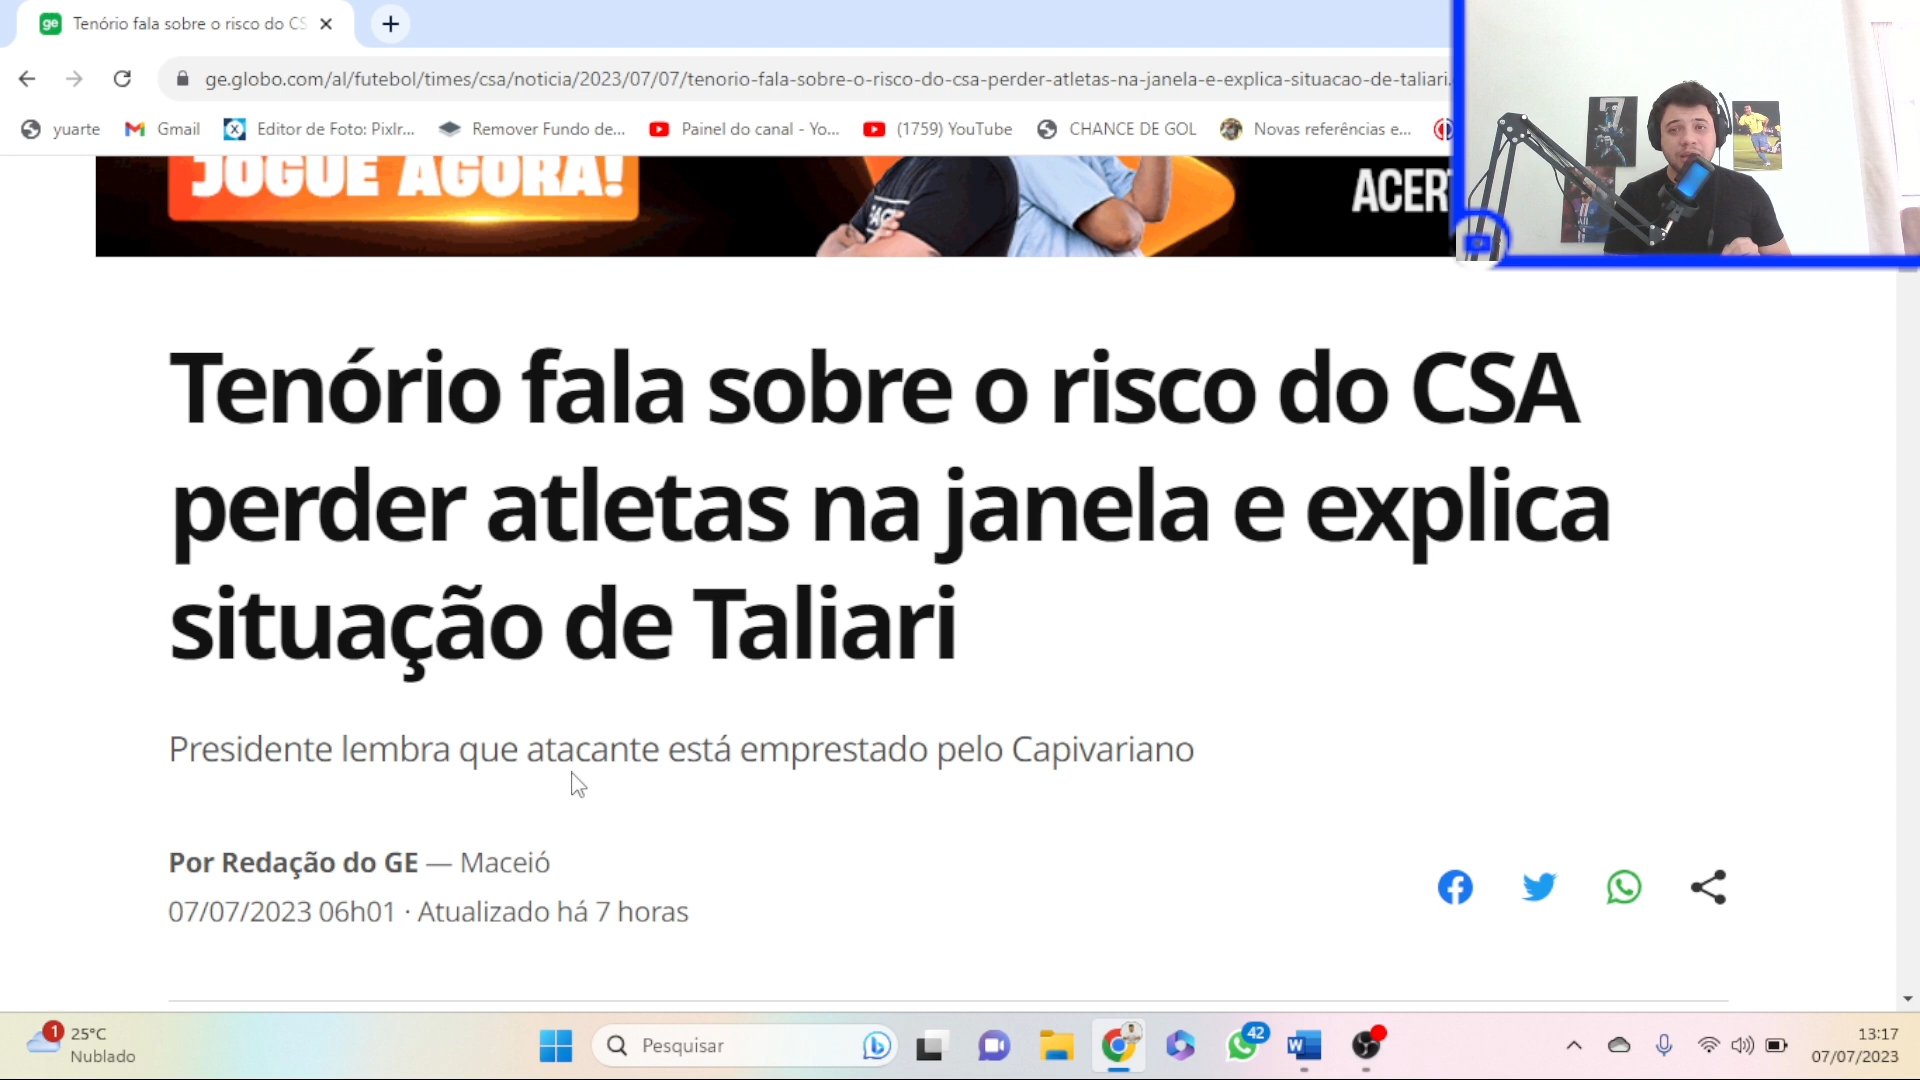 ge Tenório fala sobre o risco do CS
ge.globo.com/al/futebol/times/csa/noticia/2023/07/07/tenorio-fala-sobre-o-risco-do-csa-perder-atletas-na-janela-e-explica-situacao-de-taliari.
yuarte Gmail Editor de Foto: Pixlr... Remover Fundo de... Painel do canal - Yo... (1759) YouTube CHANCE DE GOL Novas referências e...
JOGUE AGORA!
ACER
7
Tenório fala sobre o risco do CSA
perder atletas na janela e explica
situação de Taliari
Presidente lembra que atacante está emprestado pelo Capivariano
Por Redação do GE — Maceió
07/07/2023 06h01 · Atualizado há 7 horas
1
25°C
Nublado
Pesquisar
42
W
13:17
07/07/2023